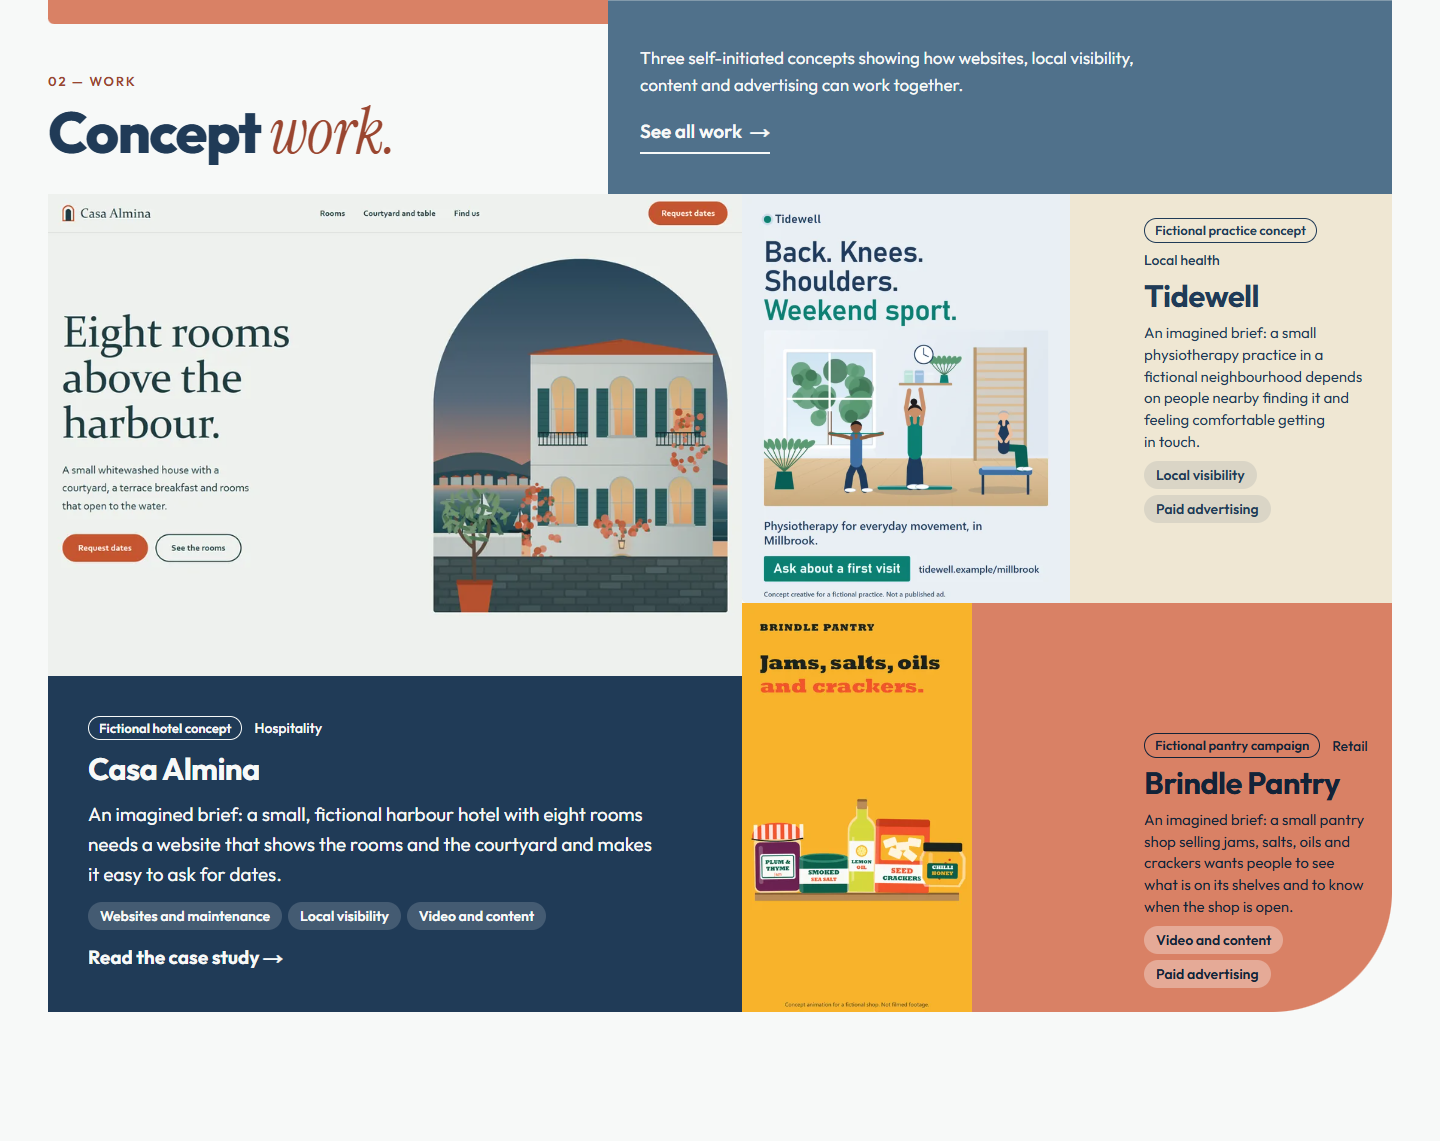 02 — WORK
Concept work.
Three self-initiated concepts showing how websites, local visibility,
content and advertising can work together.
See all work →
Casa Almina
Rooms
Courtyard and table
Find us
Request dates
Eight rooms
above the
harbour.
A small whitewashed house with a
courtyard, a terrace breakfast and rooms
that open to the water.
Request dates
See the rooms
Fictional hotel concept
Hospitality
Casa Almina
An imagined brief: a small, fictional harbour hotel with eight rooms
needs a website that shows the rooms and the courtyard and makes
it easy to ask for dates.
Websites and maintenance
Local visibility
Video and content
Read the case study →
Tidewell
Back. Knees.
Shoulders.
Weekend sport.
Physiotherapy for everyday movement, in
Millbrook.
Ask about a first visit
tidewell.example/millbrook
Concept creative for a fictional practice. Not a published ad.
Fictional practice concept
Local health
Tidewell
An imagined brief: a small
physiotherapy practice in a
fictional neighbourhood depends
on people nearby finding it and
feeling comfortable getting
in touch.
Local visibility
Paid advertising
BRINDLE PANTRY
Jams, salts, oils
and crackers.
PLUM &
THYME
JAM
SMOKED
SEA SALT
LEMON
OIL
SEED
CRACKERS
CHILLI
HONEY
Concept animation for a fictional shop. Not filmed footage.
Fictional pantry campaign
Retail
Brindle Pantry
An imagined brief: a small pantry
shop selling jams, salts, oils and
crackers wants people to see
what is on its shelves and to know
when the shop is open.
Video and content
Paid advertising